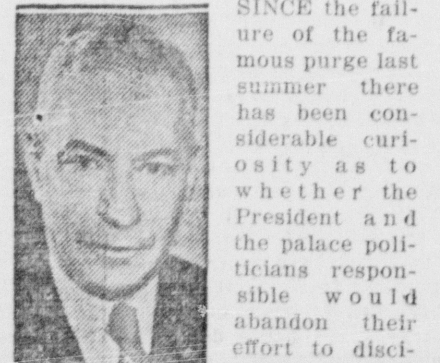 SINCE the fail-
ure of the fa-
mous purge last
summer there
has been con-
siderable curi-
osity as to
whether the
President and
the palace poli-
ticians respon-
sible would
abandon their
effort to disci-